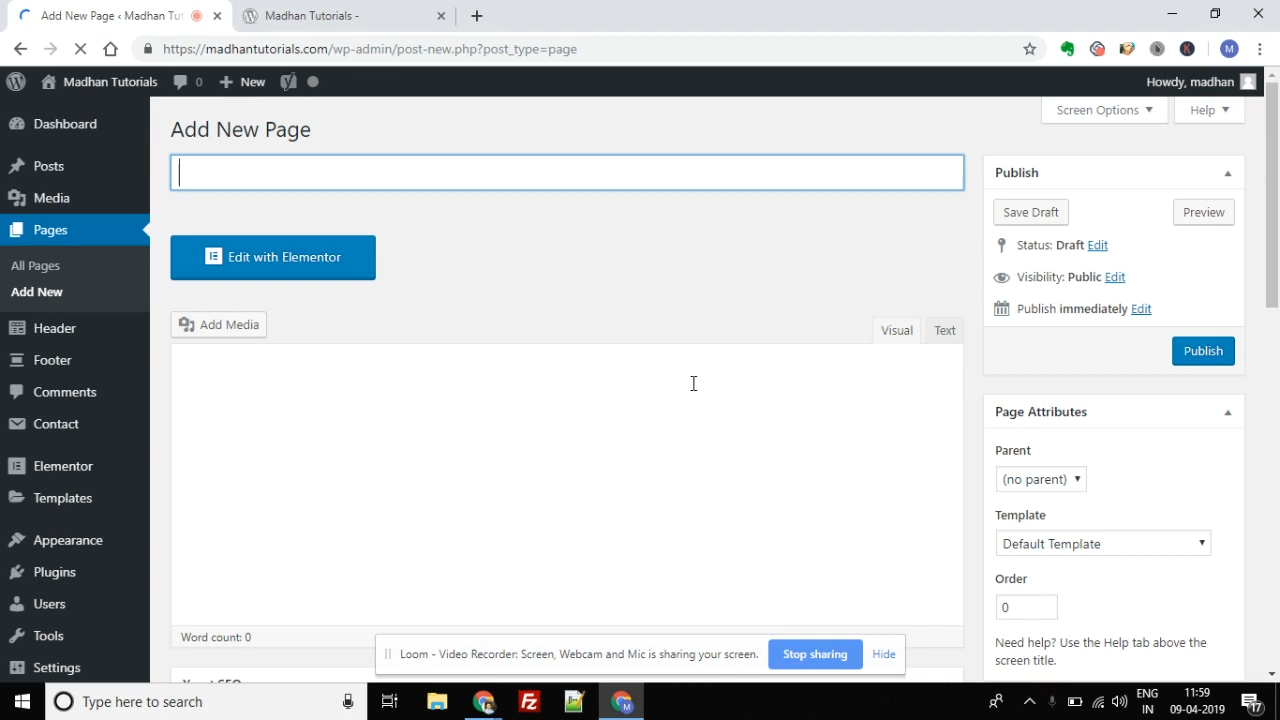 Add New Page ‹ Madhan Tut
Madhan Tutorials -
https://madhantutorials.com/wp-admin/post-new.php?post_type=page
M
K
Madhan Tutorials
0
New
Howdy, madhan
Screen Options
Help
Dashboard
Posts
Media
Pages
All Pages
Add New
Header
Footer
Comments
Contact
Elementor
Templates
Appearance
Plugins
Users
Tools
Settings
Add New Page
Edit with Elementor
Add Media
Visual
Text
Word count: 0
Publish
Save Draft
Preview
Status: Draft Edit
Visibility: Public Edit
Publish immediately Edit
Publish
Page Attributes
Parent
(no parent)
Template
Default Template
Order
0
Need help? Use the Help tab above the
screen title.
Loom - Video Recorder: Screen, Webcam and Mic is sharing your screen.
Stop sharing
Hide
Type here to search
ENG
IN
11:59
09-04-2019
17